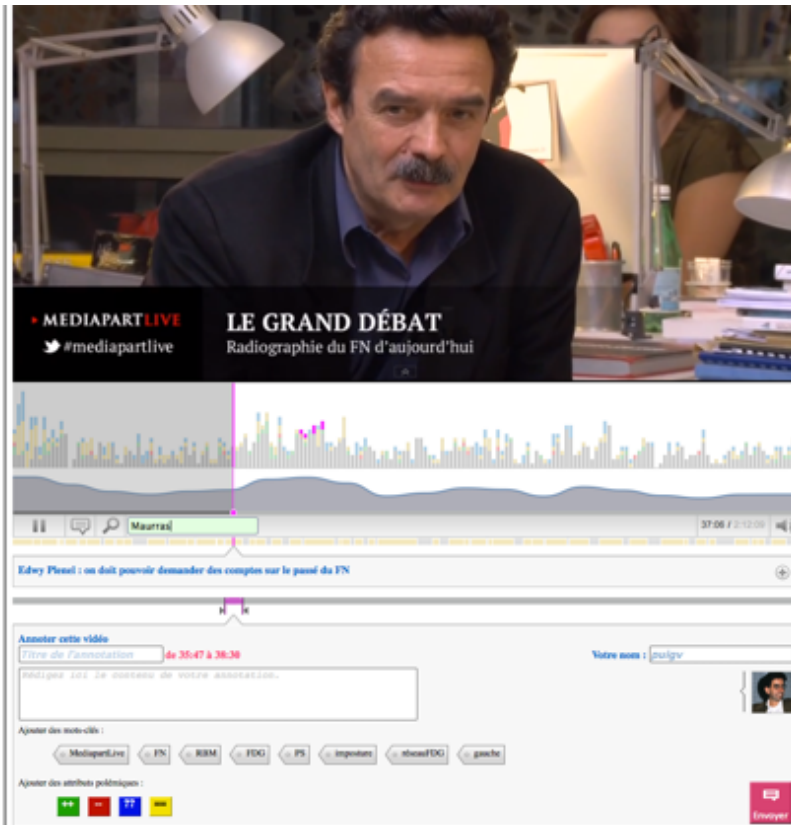 MEDIAPARTLIVE
#mediapartlive
LE GRAND DÉBAT
Radiographie du FN d'aujourd'hui
Maurras
37:06 / 2:12:09
Edwy Plenel : on doit pouvoir demander des comptes sur le passé du FN
Annoter cette vidéo
Titre de l'annotation de 35:47 à 38:30
Votre nom : puigv
Rédigez ici le contenu de votre annotation.
Ajouter des mots-clés :
MediapartLive FN RBM FDG PS imposture réseauFDG gauche
Ajouter des attributs polémiques :
++ -- ?? ==
Envoyer